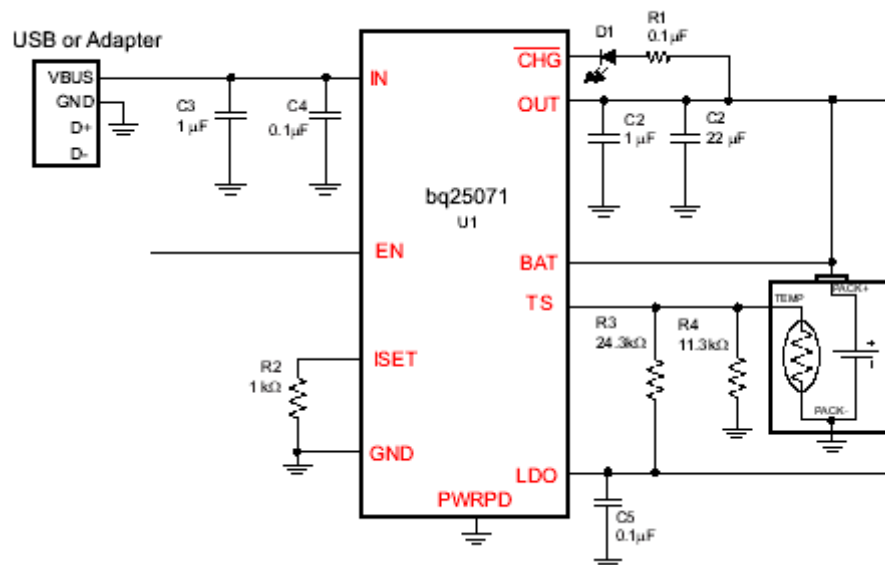 USB or Adapter
VBUS
GND
D+
D-
C3
1 µF
C4
0.1µF
IN
EN
ISET
GND
R2
1 kΩ
bq25071
U1
PWRPD
CHG
OUT
BAT
TS
LDO
D1
R1
0.1µF
C2
1 µF
C2
22 µF
R3
24.3kΩ
R4
11.3kΩ
TEMP
PACK+
+
-
PACK-
C5
0.1µF